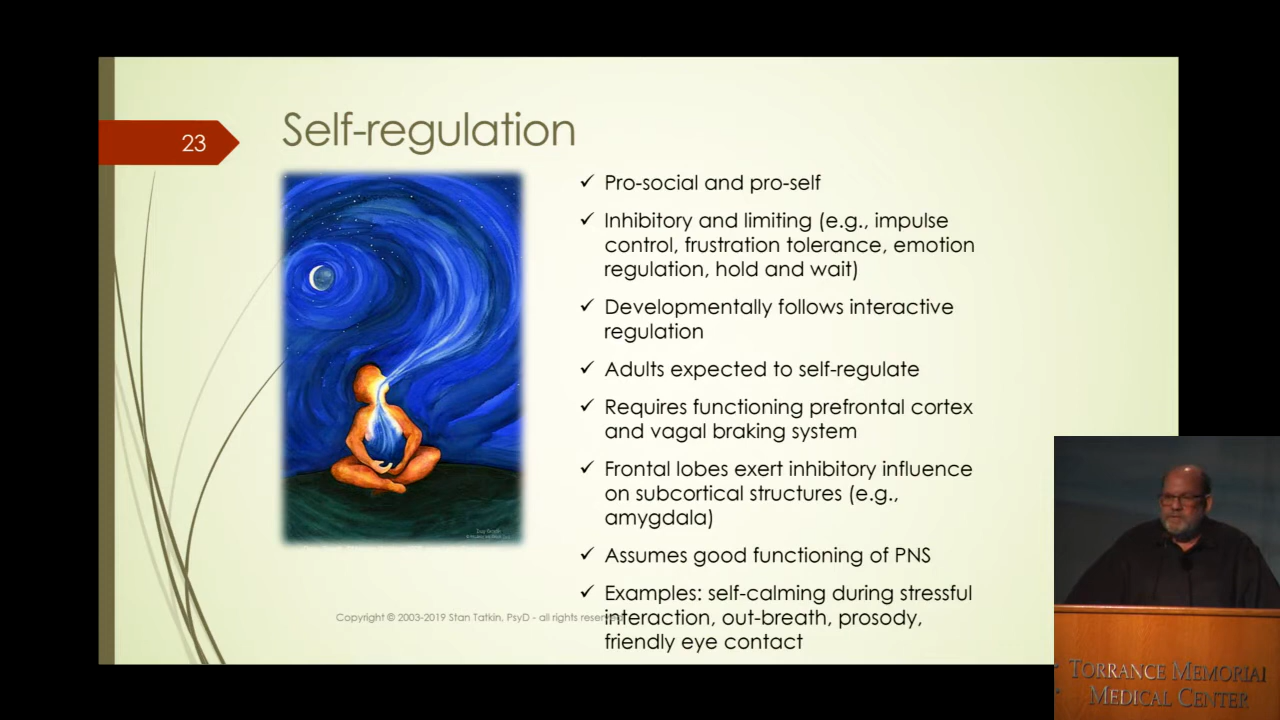 23
Self-regulation
✓ Pro-social and pro-self
✓ Inhibitory and limiting (e.g., impulse
control, frustration tolerance, emotion
regulation, hold and wait)
✓ Developmentally follows interactive
regulation
✓ Adults expected to self-regulate
✓ Requires functioning prefrontal cortex
and vagal braking system
✓ Frontal lobes exert inhibitory influence
on subcortical structures (e.g.,
amygdala)
✓ Assumes good functioning of PNS
✓ Examples: self-calming during stressful
interaction, out-breath, prosody,
friendly eye contact
Copyright © 2003-2019 Stan Tatkin, PsyD - all rights
TORRANCE MEMORIAL
MEDICAL CENTER